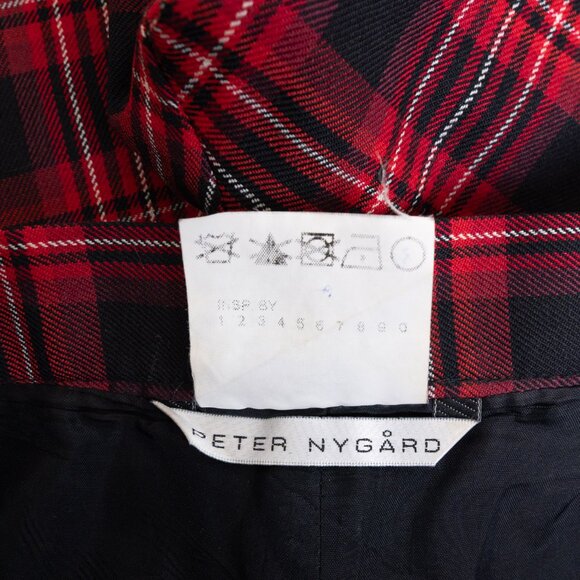 INSP. BY
1 2 3 4 5 6 7 8 9 0
PETER NYGÅRD